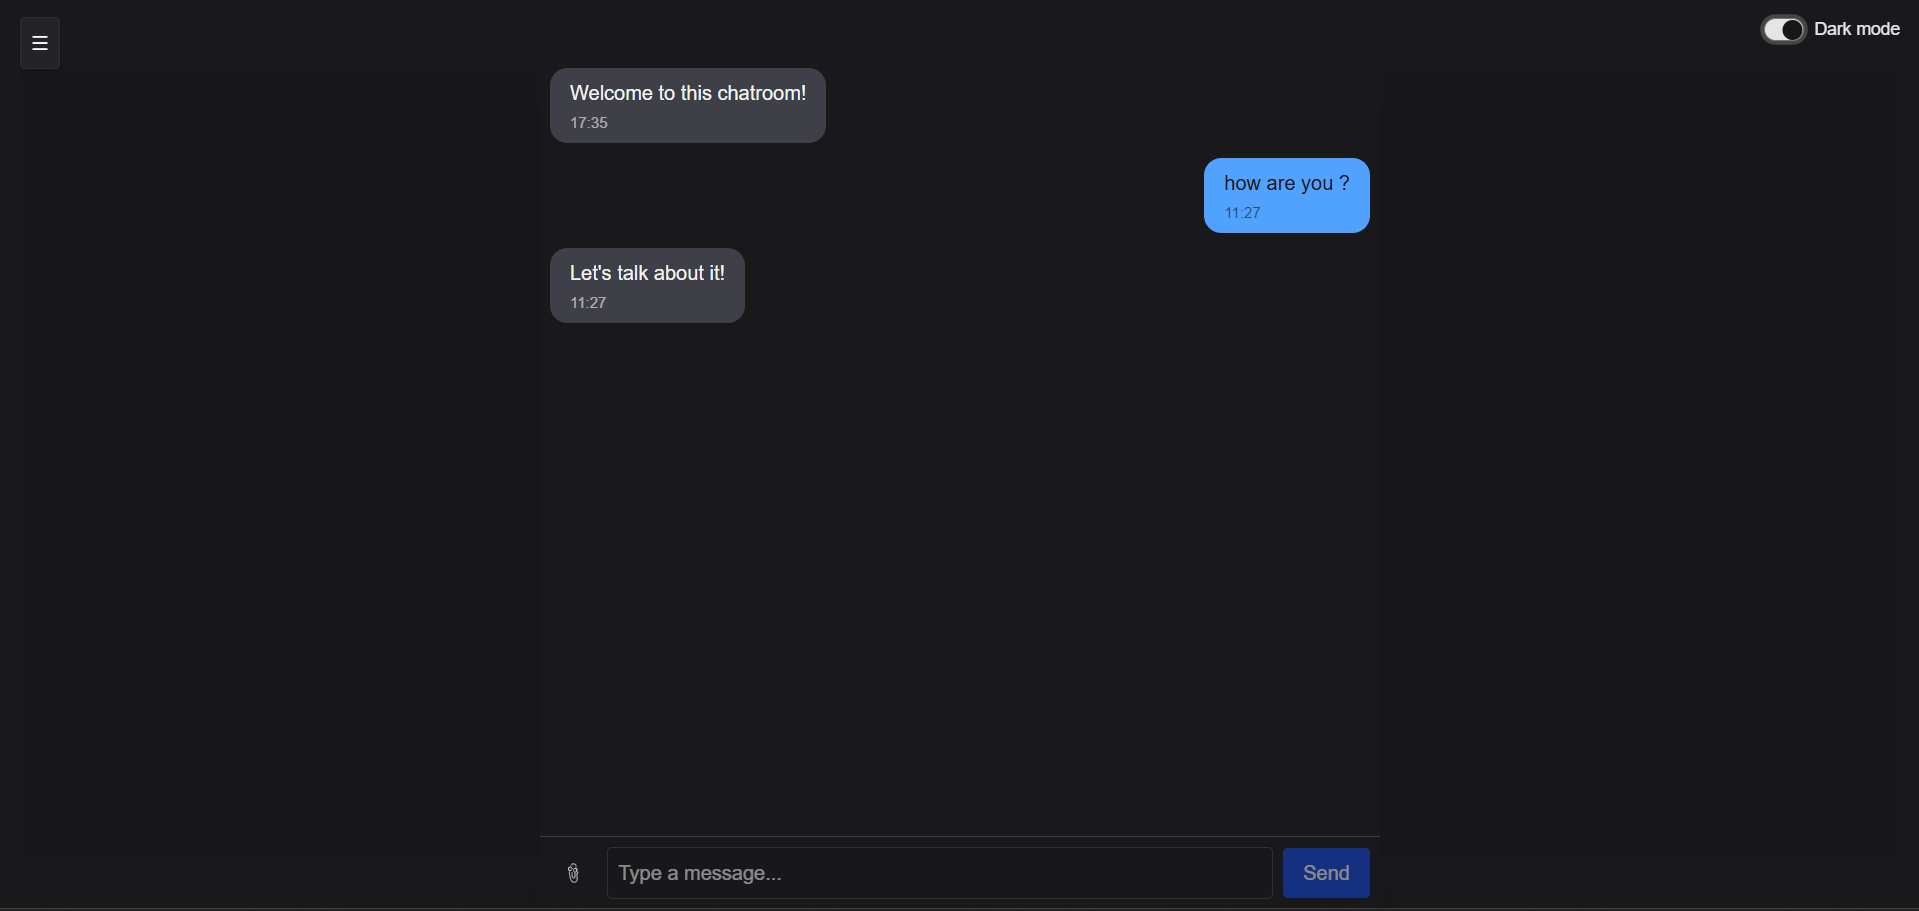 Dark mode
Welcome to this chatroom!
17:35
how are you ?
11:27
Let's talk about it!
11:27
Type a message...
Send